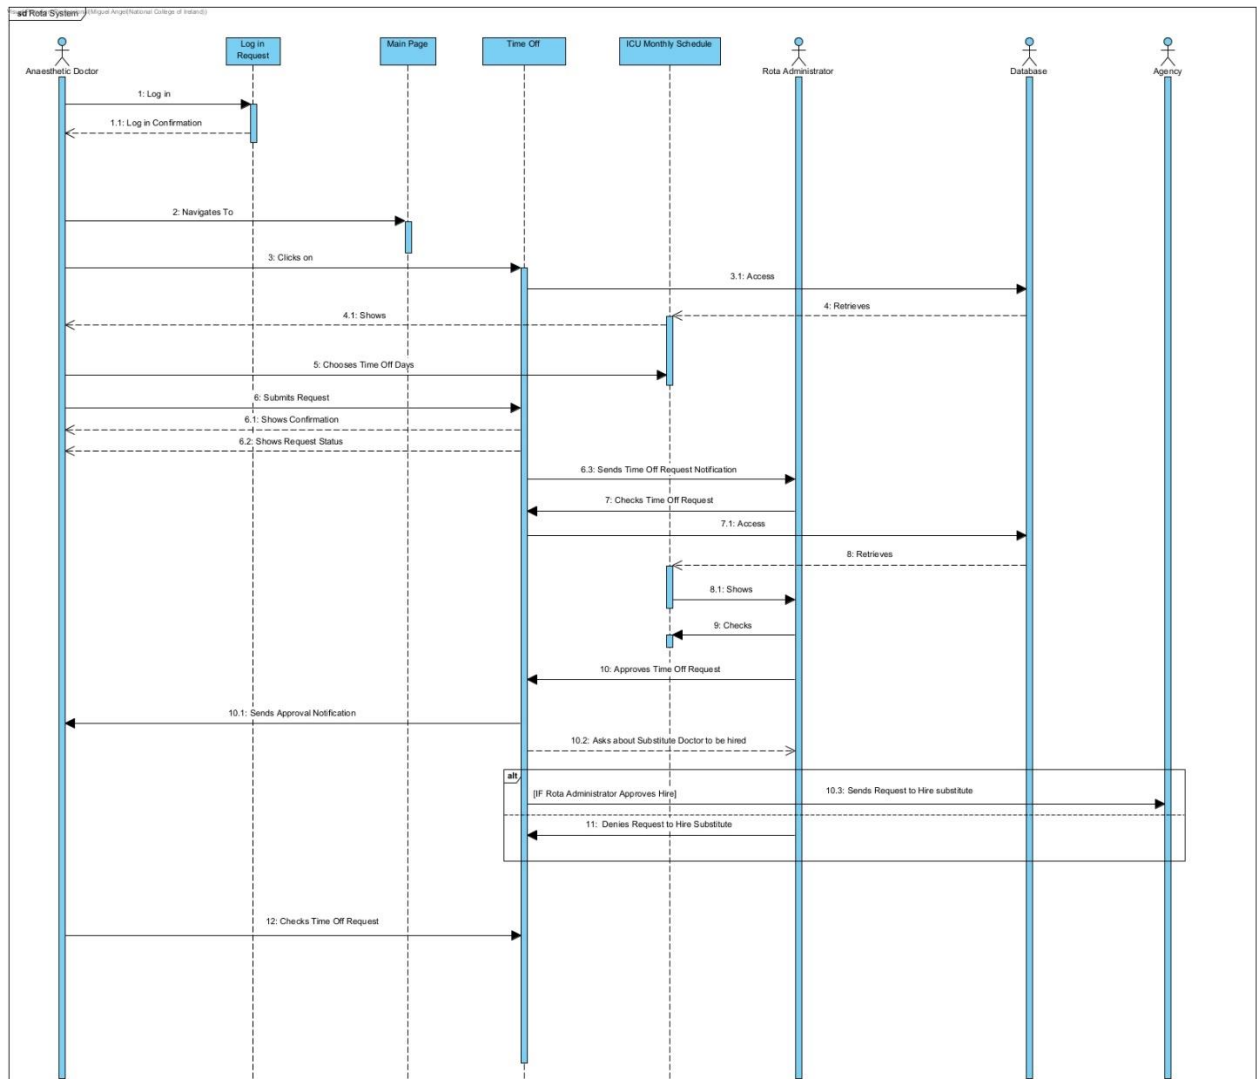 sd Rota System
Anaesthetic Doctor
Log in
Request
Main Page
Time Off
ICU Monthly Schedule
Rota Administrator
Database
Agency
1: Log in
1.1: Log in Confirmation
2: Navigates To
3: Clicks on
3.1: Access
4: Retrieves
4.1: Shows
5: Chooses Time Off Days
6: Submits Request
6.1: Shows Confirmation
6.2: Shows Request Status
6.3: Sends Time Off Request Notification
7: Checks Time Off Request
7.1: Access
8: Retrieves
8.1: Shows
9: Checks
10: Approves Time Off Request
10.1: Sends Approval Notification
10.2: Asks about Substitute Doctor to be hired
alt
[IF Rota Administrator Approves Hire]
10.3: Sends Request to Hire substitute
11: Denies Request to Hire Substitute
12: Checks Time Off Request